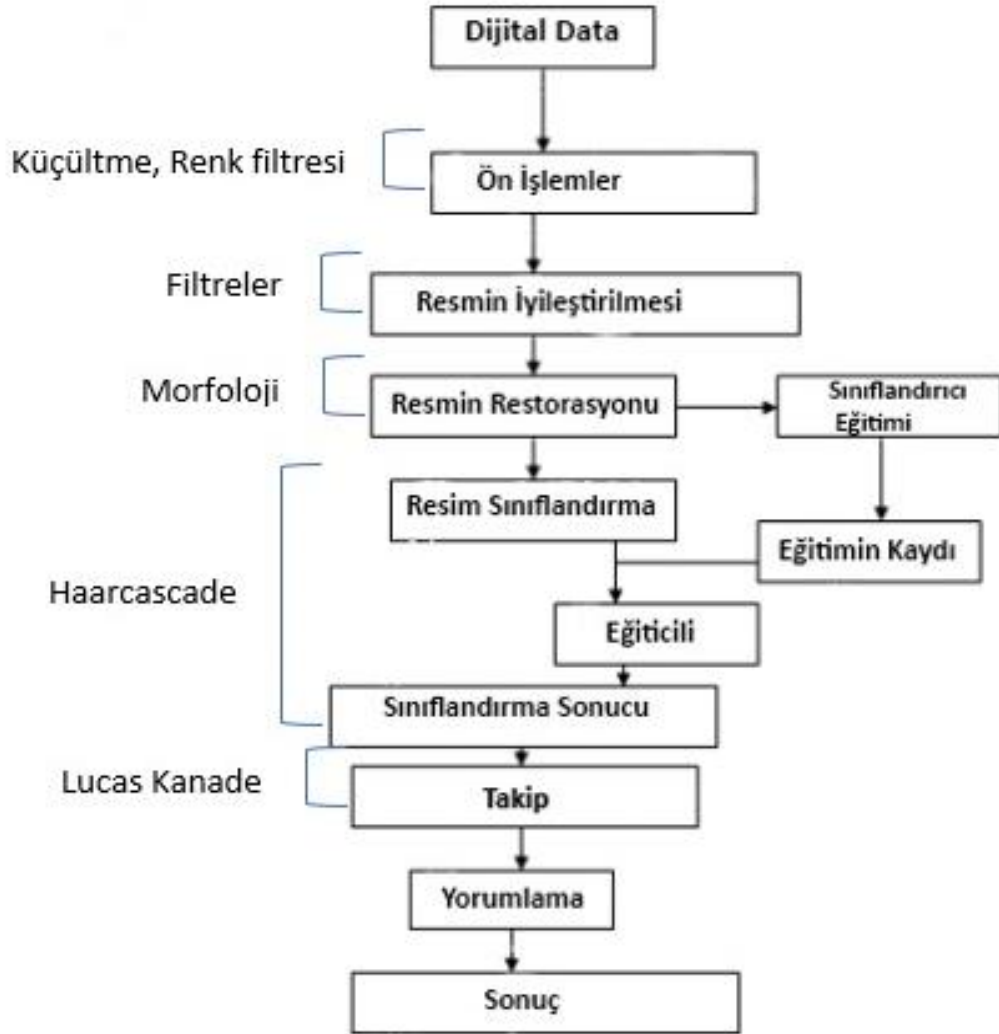 Dijital Data
Küçültme, Renk filtresi
Ön İşlemler
Filtreler
Resmin İyileştirilmesi
Morfoloji
Resmin Restorasyonu
Sınıflandırıcı
Eğitimi
Resim Sınıflandırma
Eğitimin Kaydı
Haarcascade
Eğiticili
Sınıflandırma Sonucu
Lucas Kanade
Takip
Yorumlama
Sonuç